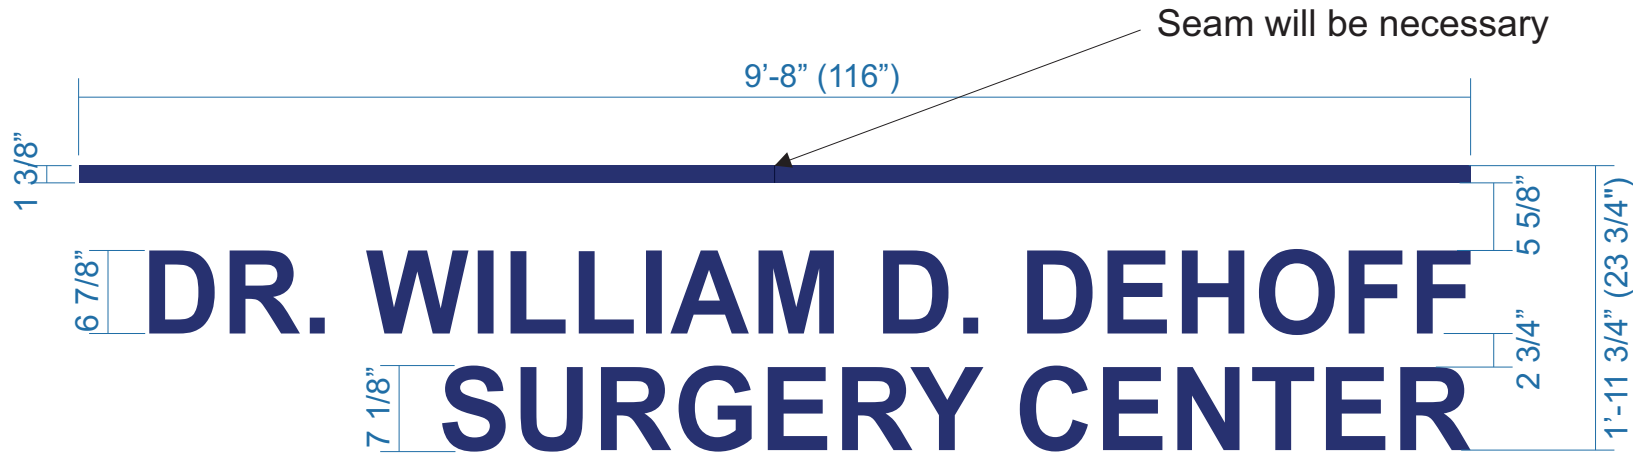 Seam will be necessary
9’-8” (116”)
1 3/8”
5 5/8”
1’-11 3/4” (23 3/4")
6 7/8”
DR. WILLIAM D. DEHOFF
2 3/4”
7 1/8”
SURGERY CENTER